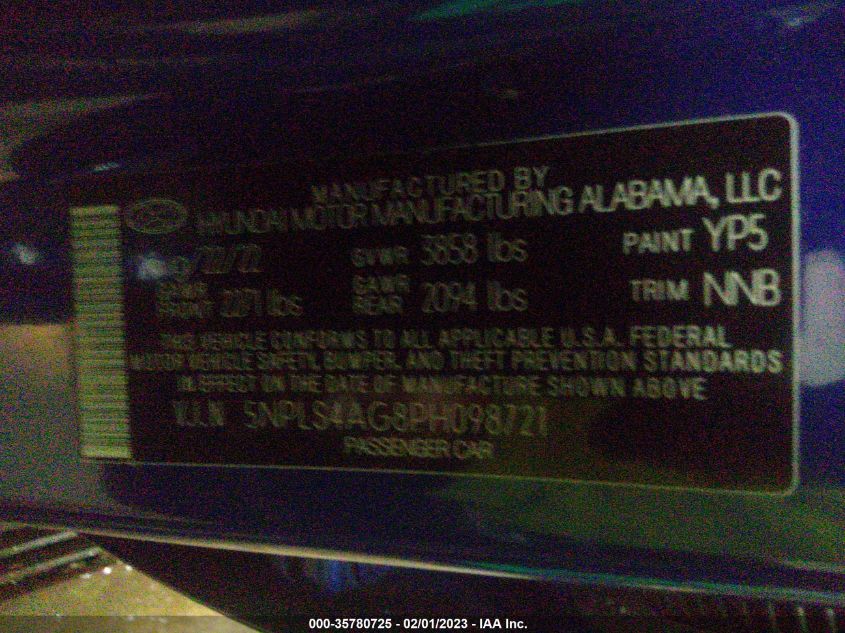 MANUFACTURED BY
HYUNDAI MOTOR MANUFACTURING ALABAMA, LLC
/22/22 GVWR 3858 lbs PAINT YP5
GAWR FRONT 2271 lbs GAWR REAR 2094 lbs TRIM NNB
THIS VEHICLE CONFORMS TO ALL APPLICABLE U.S.A. FEDERAL
MOTOR VEHICLE SAFETY, BUMPER, AND THEFT PREVENTION STANDARDS
IN EFFECT ON THE DATE OF MANUFACTURE SHOWN ABOVE
V.I.N 5NPLS4AG8PH098721
PASSENGER CAR
000-35780725 - 02/01/2023 - IAA Inc.